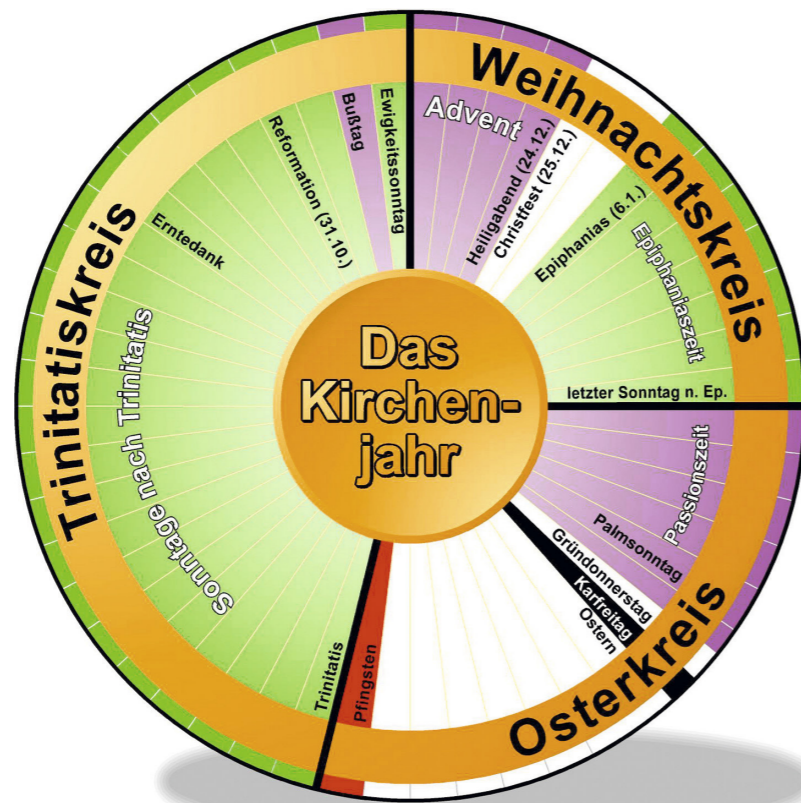 Das
Kirchen-
jahr
Weihnachtskreis
Advent
Heiligabend (24.12.)
Christfest (25.12.)
Epiphanias (6.1.)
Epiphaniaszeit
letzter Sonntag n. Ep.
Osterkreis
Passionszeit
Palmsonntag
Gründonnerstag
Karfreitag
Ostern
Pfingsten
Trinitatiskreis
Trinitatis
Sonntage nach Trinitatis
Erntedank
Reformation (31.10.)
Bußtag
Ewigkeitssonntag